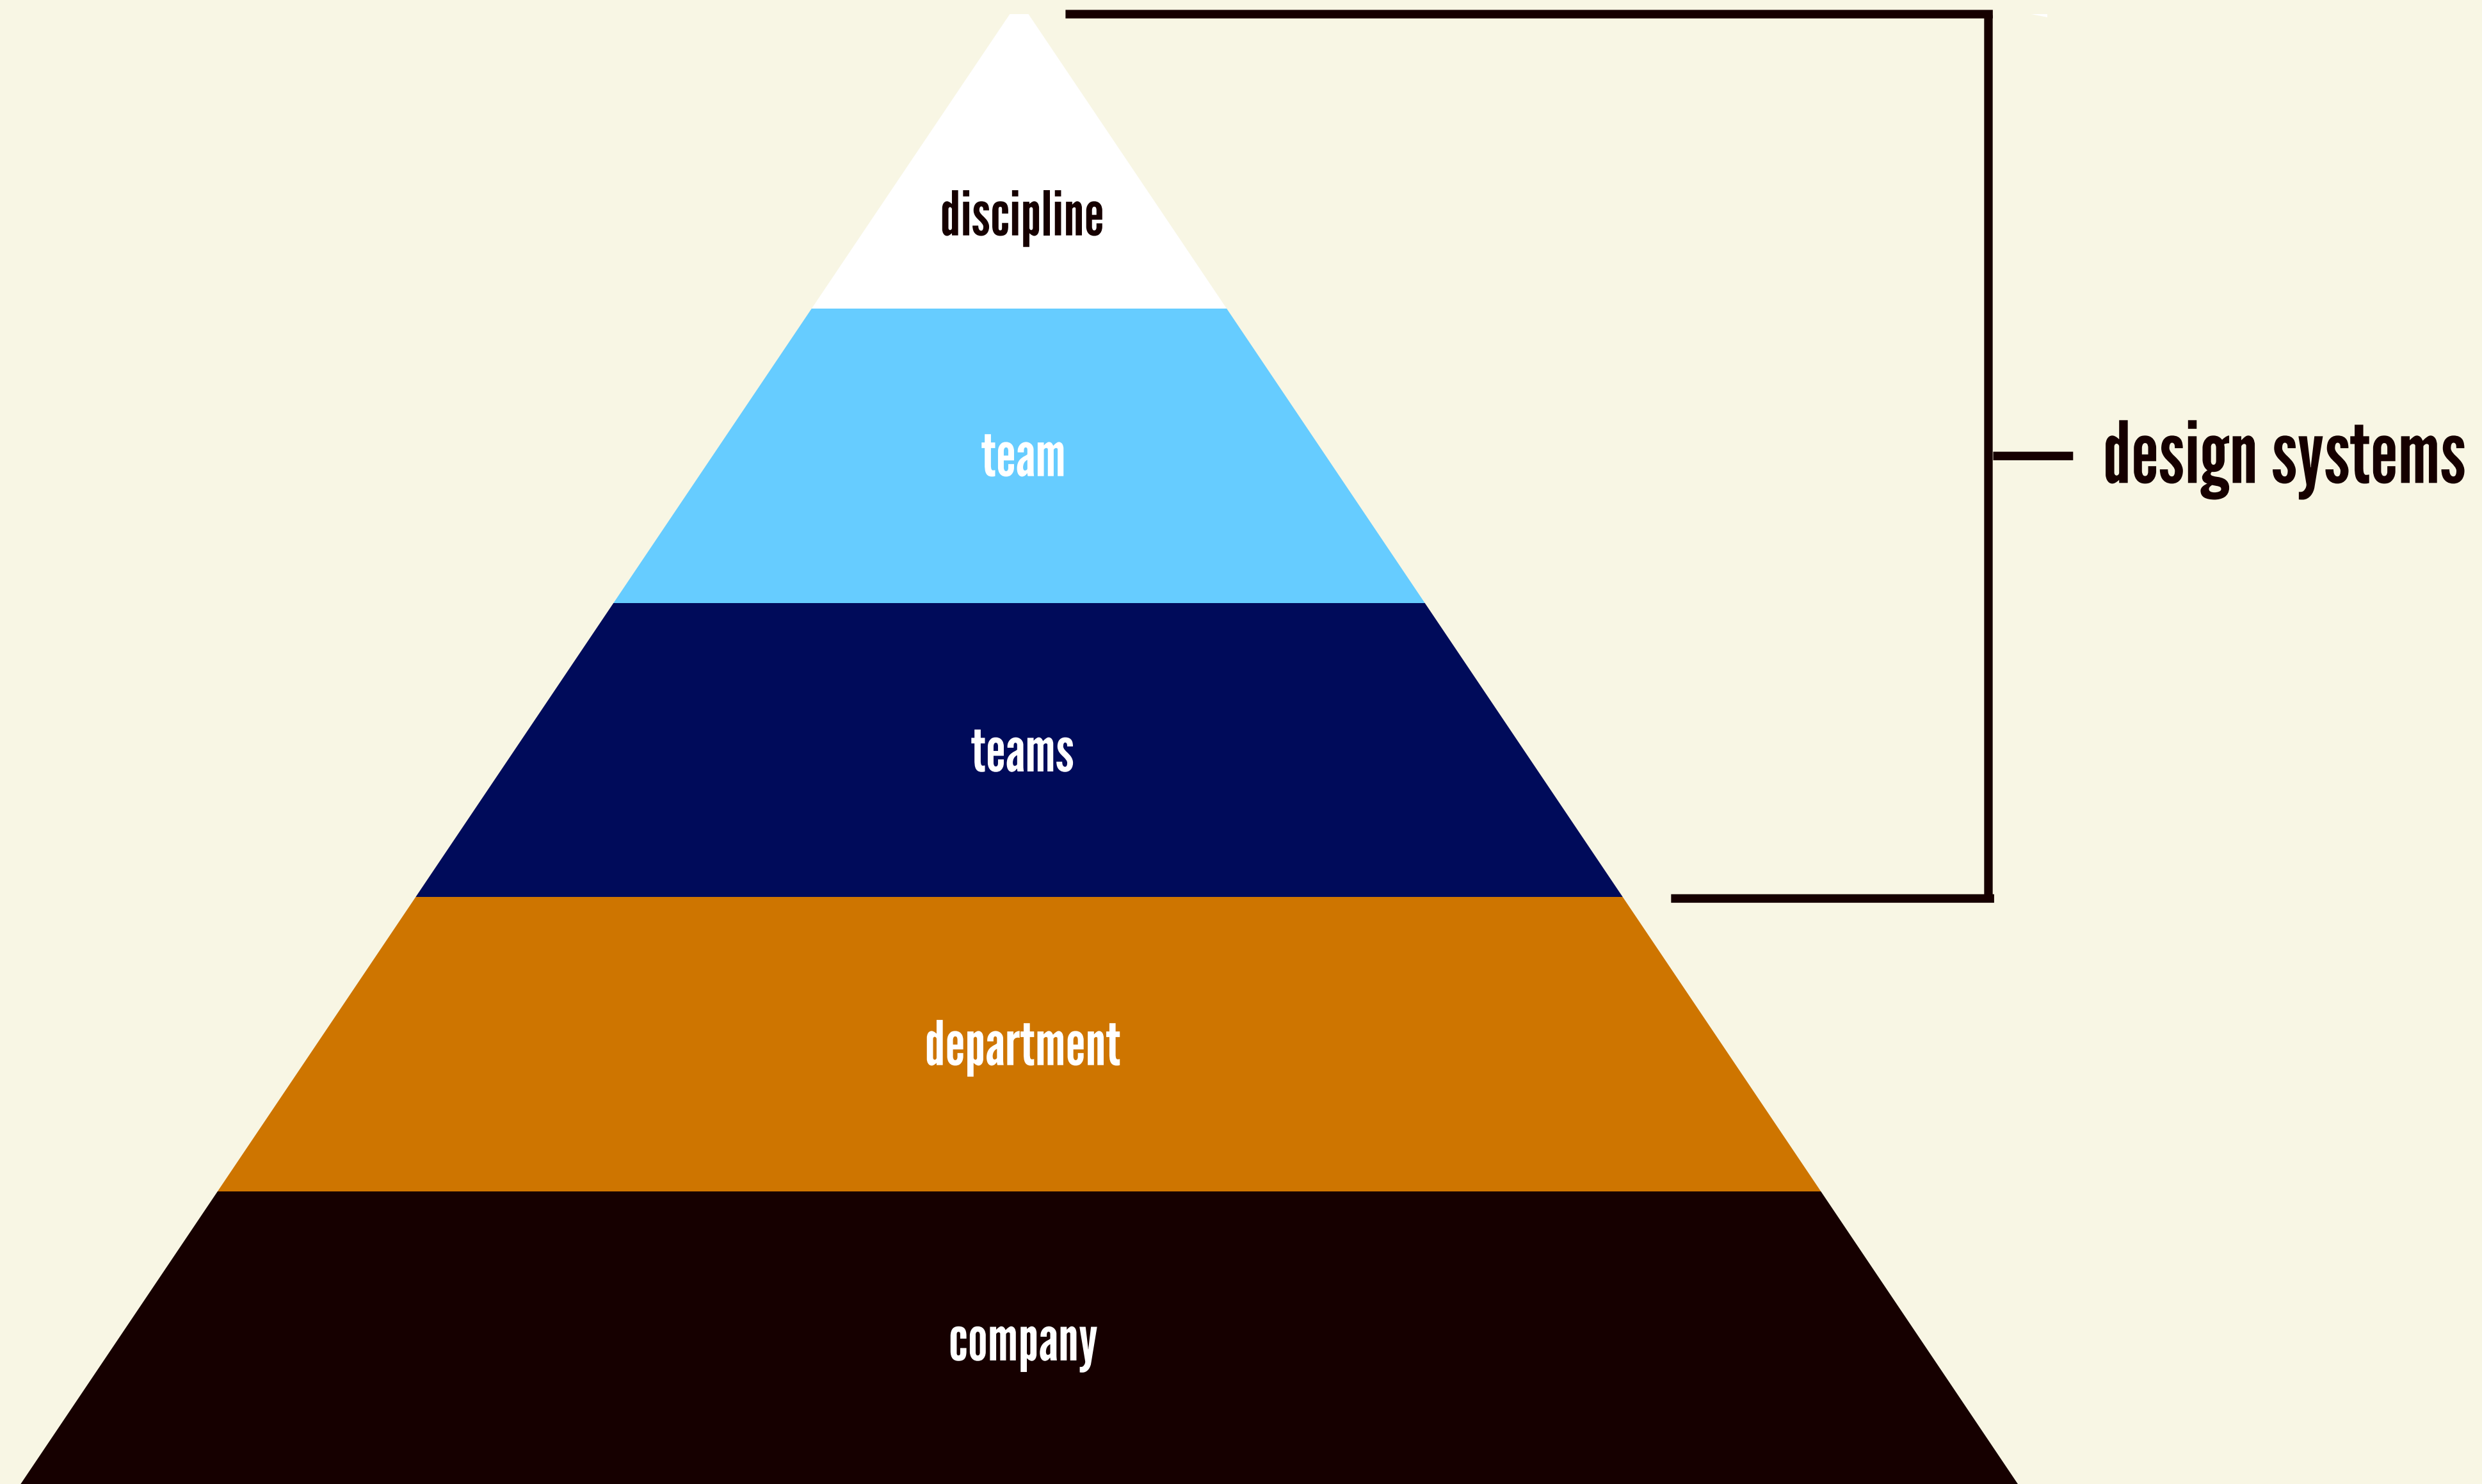 discipline
team
design systems
teams
department
company